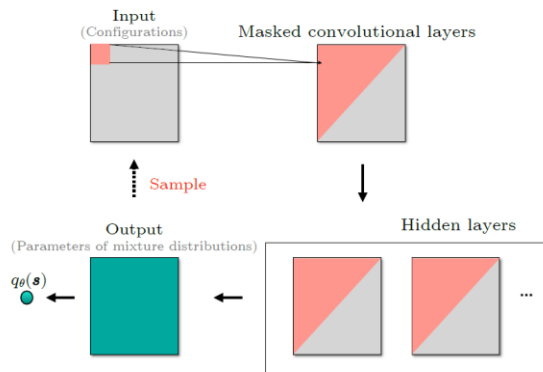 Input
(Configurations)
Masked convolutional layers
Sample
Output
(Parameters of mixture distributions)
Hidden layers
qθ(s)
...